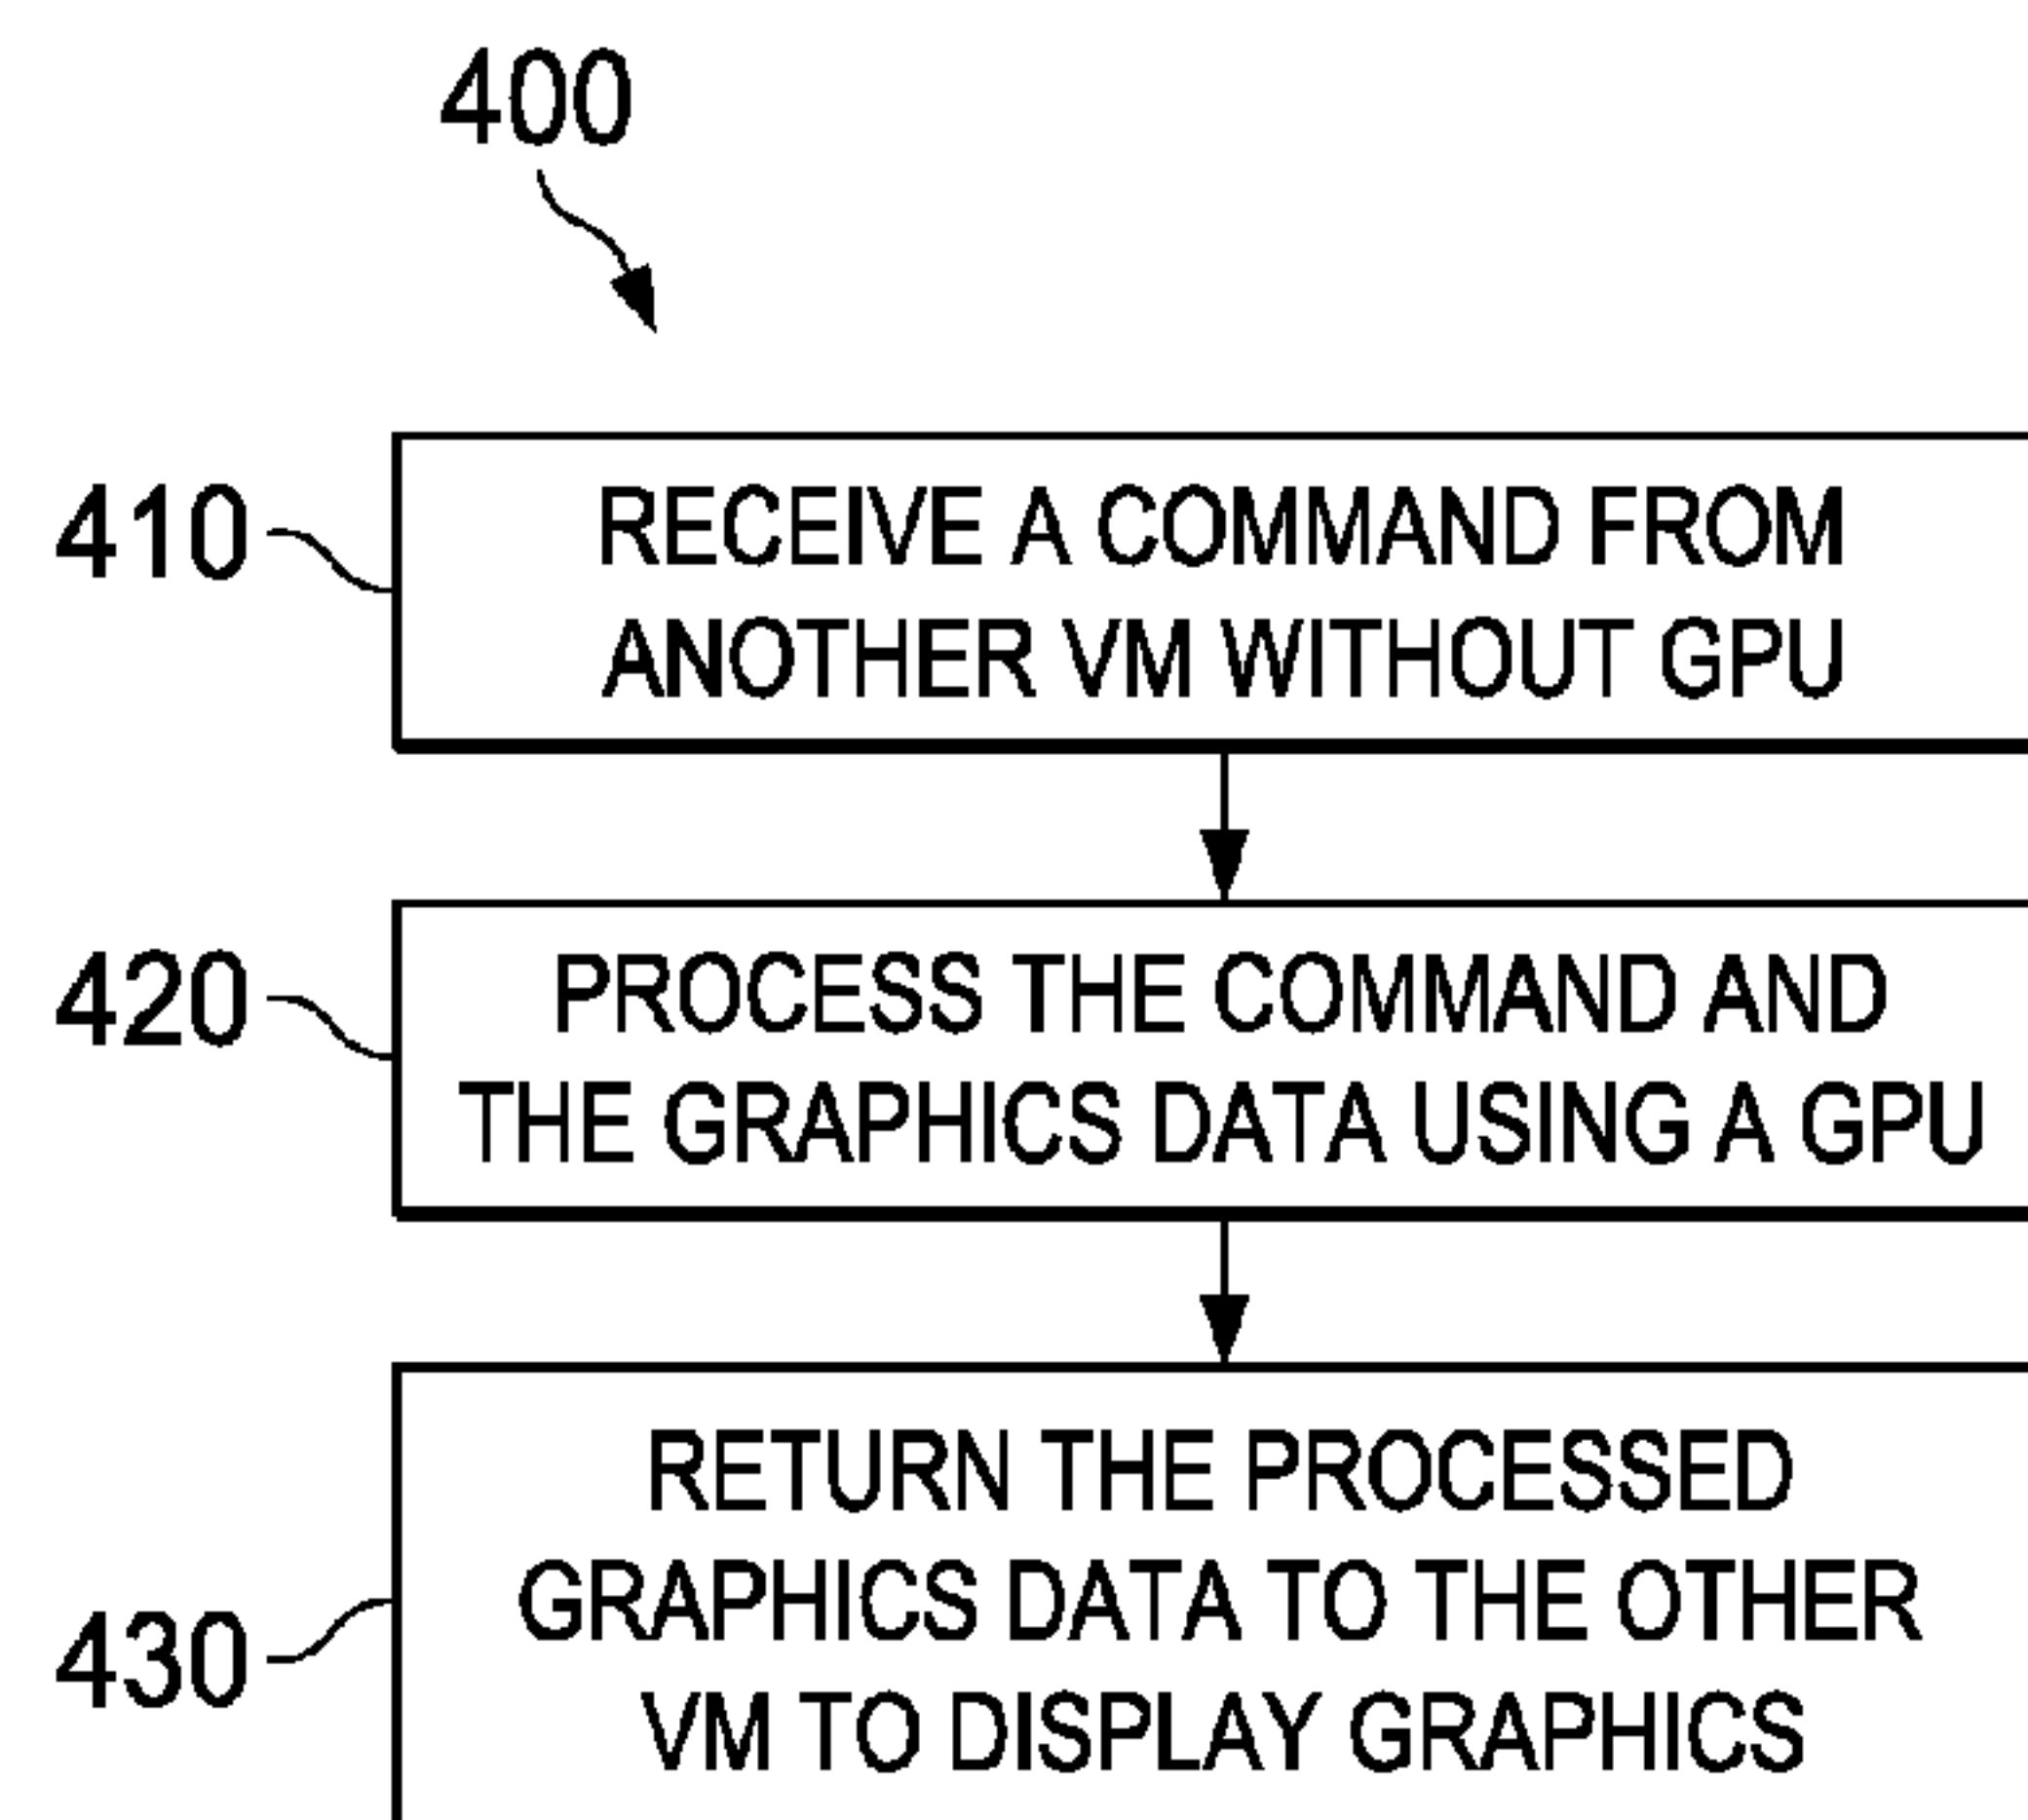 400
410
RECEIVE A COMMAND FROM
ANOTHER VM WITHOUT GPU
420
PROCESS THE COMMAND AND
THE GRAPHICS DATA USING A GPU
430
RETURN THE PROCESSED
GRAPHICS DATA TO THE OTHER
VM TO DISPLAY GRAPHICS